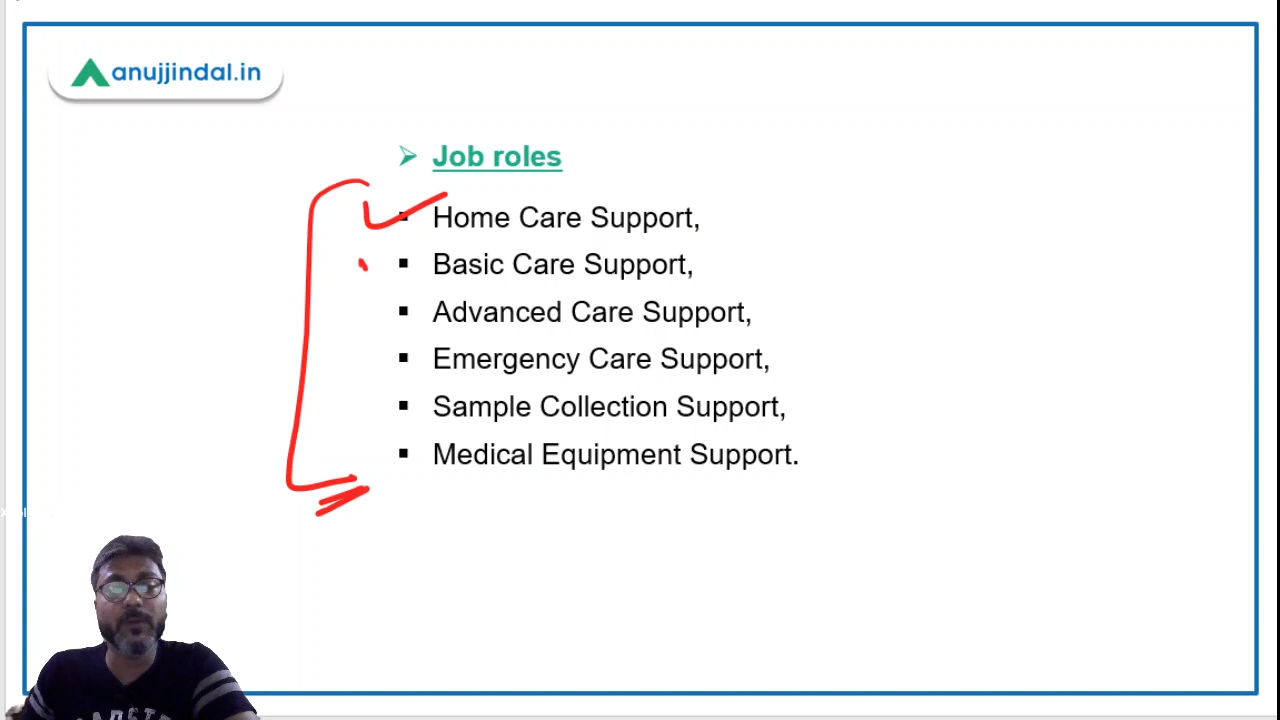 anujjindal.in
Job roles
Home Care Support,
Basic Care Support,
Advanced Care Support,
Emergency Care Support,
Sample Collection Support,
Medical Equipment Support.